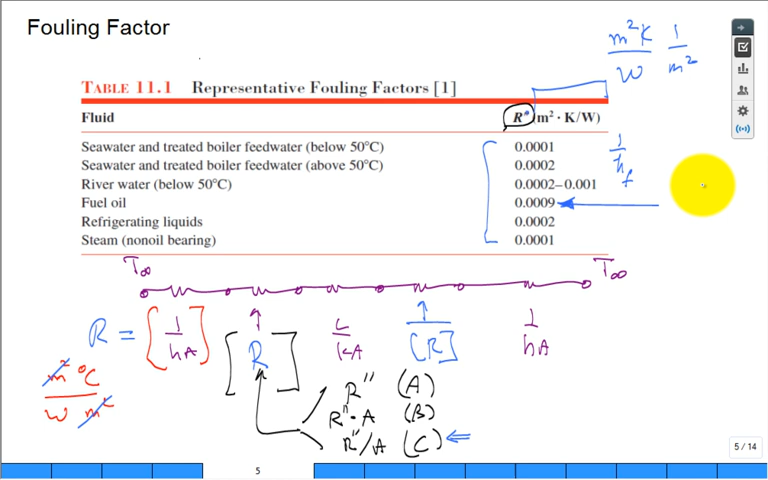 Fouling Factor
m²K 1
W m²
TABLE 11.1 Representative Fouling Factors [1]
Fluid R" (m² · K/W)
Seawater and treated boiler feedwater (below 50°C) 0.0001
Seawater and treated boiler feedwater (above 50°C) 0.0002
River water (below 50°C) 0.0002–0.001
Fuel oil 0.0009
Refrigerating liquids 0.0002
Steam (nonoil bearing) 0.0001
1
h_f
T∞ T∞
R = [1/hA] [R] L/kA [R] 1/hA
m² °C
W m²
R" (A)
R"·A (B)
R"/A (C)
5 / 14
5